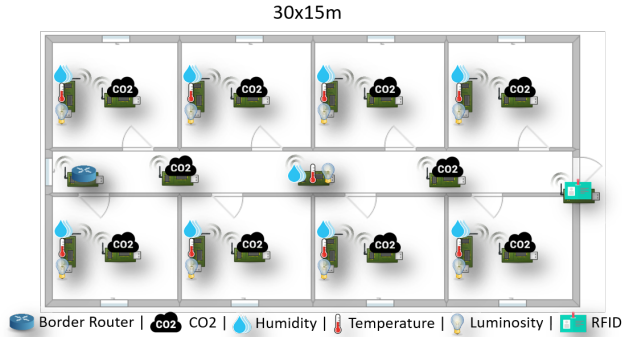 30x15m
CO2 CO2 CO2 CO2
CO2 CO2
CO2 CO2 CO2 CO2
Border Router | CO2 CO2 | Humidity | Temperature | Luminosity | RFID